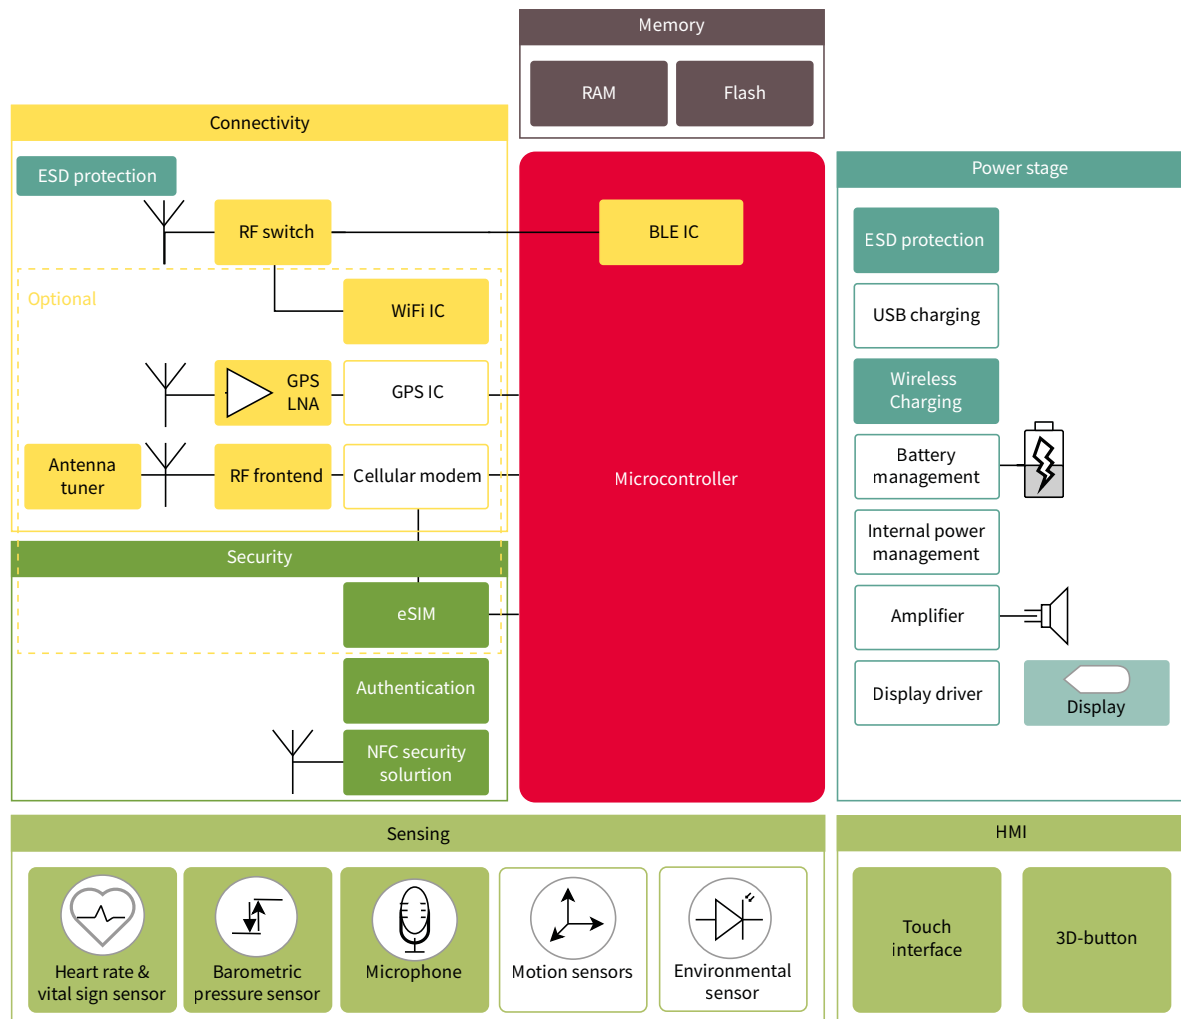 Memory
RAM
Flash
Connectivity
ESD protection
RF switch
BLE IC
Optional
WiFi IC
GPS
LNA
GPS IC
Antenna
tuner
RF frontend
Cellular modem
Microcontroller
Security
eSIM
Authentication
NFC security
solurtion
Power stage
ESD protection
USB charging
Wireless
Charging
Battery
management
Internal power
management
Amplifier
Display driver
Display
Sensing
Heart rate &
vital sign sensor
Barometric
pressure sensor
Microphone
Motion sensors
Environmental
sensor
HMI
Touch
interface
3D-button